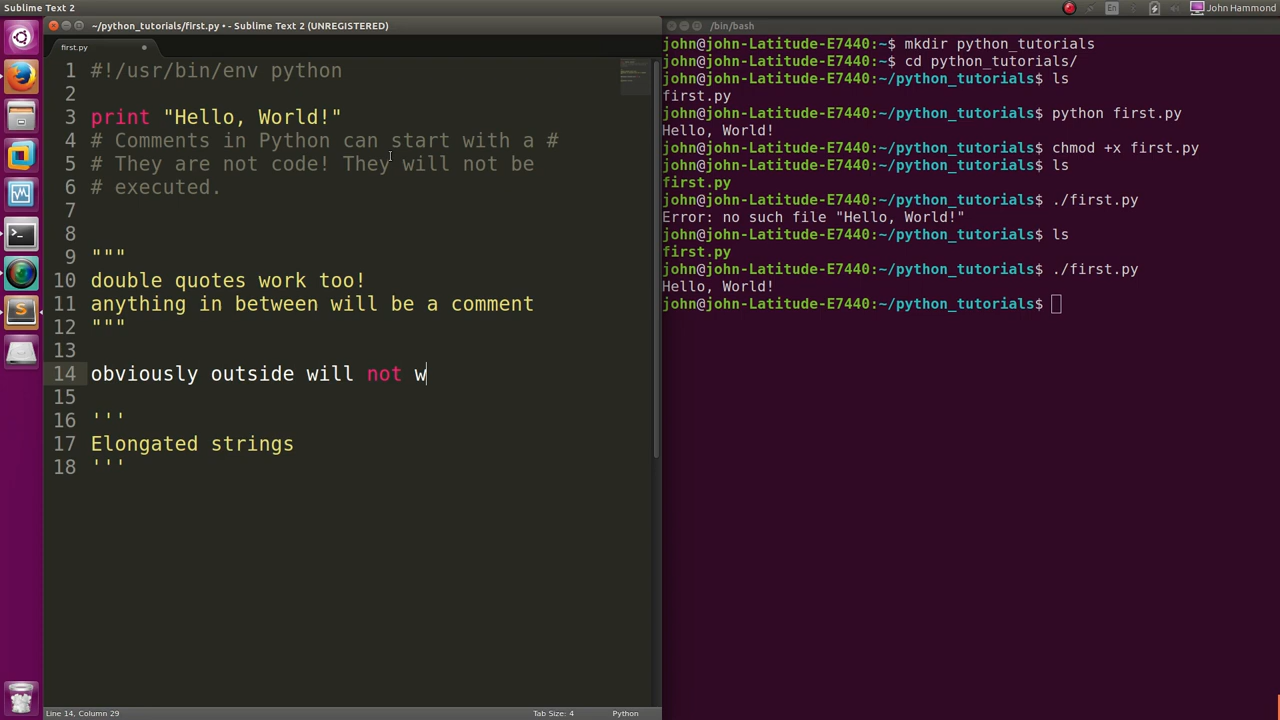 Sublime Text 2
En
John Hammond
~/python_tutorials/first.py • - Sublime Text 2 (UNREGISTERED)
first.py
1 #!/usr/bin/env python
2
3 print "Hello, World!"
4 # Comments in Python can start with a #
5 # They are not code! They will not be
6 # executed.
7
8
9 """
10 double quotes work too!
11 anything in between will be a comment
12 """
13
14 obviously outside will not w
15
16 '''
17 Elongated strings
18 '''
Line 14, Column 29
Tab Size: 4
Python
/bin/bash
john@john-Latitude-E7440:~$ mkdir python_tutorials
john@john-Latitude-E7440:~$ cd python_tutorials/
john@john-Latitude-E7440:~/python_tutorials$ ls
first.py
john@john-Latitude-E7440:~/python_tutorials$ python first.py
Hello, World!
john@john-Latitude-E7440:~/python_tutorials$ chmod +x first.py
john@john-Latitude-E7440:~/python_tutorials$ ls
first.py
john@john-Latitude-E7440:~/python_tutorials$ ./first.py
Error: no such file "Hello, World!"
john@john-Latitude-E7440:~/python_tutorials$ ls
first.py
john@john-Latitude-E7440:~/python_tutorials$ ./first.py
Hello, World!
john@john-Latitude-E7440:~/python_tutorials$